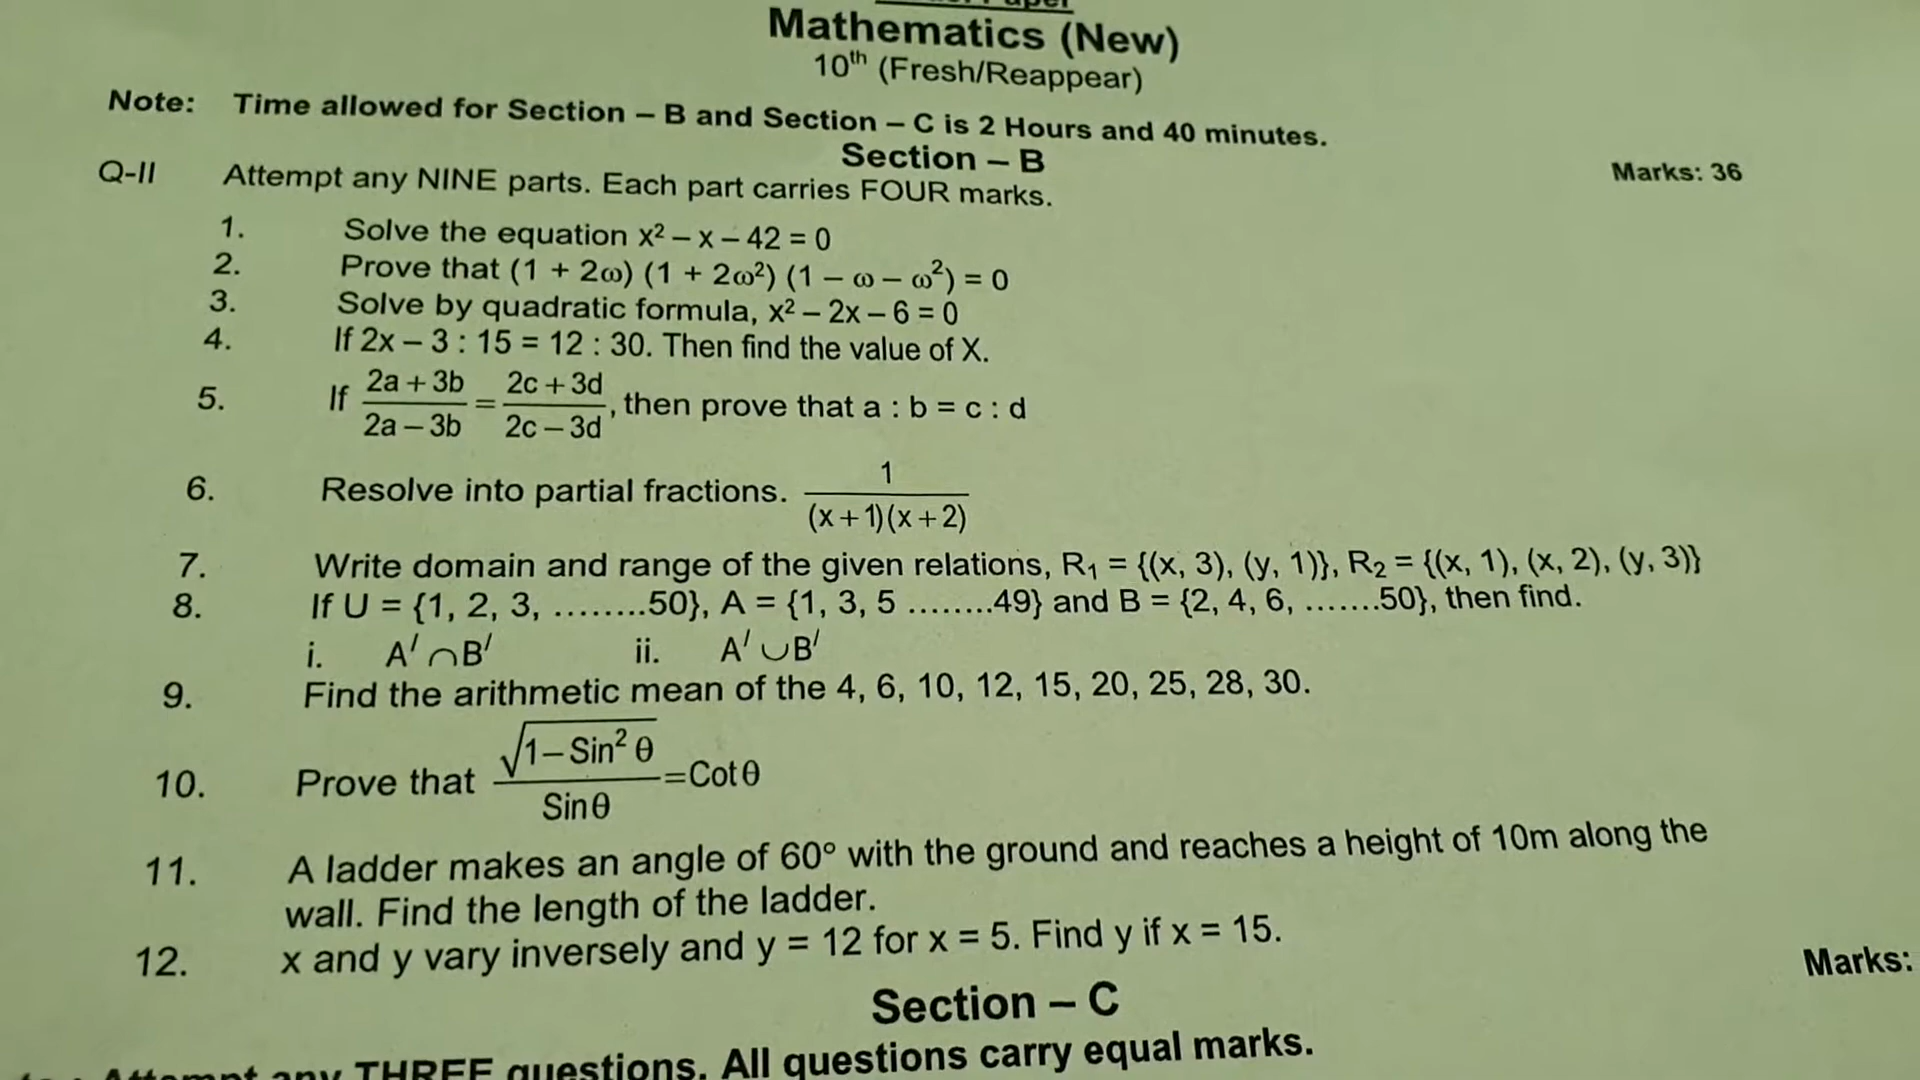 Paper
Mathematics (New)
10th (Fresh/Reappear)
Note: Time allowed for Section – B and Section – C is 2 Hours and 40 minutes.
Section – B
Marks: 36
Q-II Attempt any NINE parts. Each part carries FOUR marks.
1. Solve the equation x² – x – 42 = 0
2. Prove that (1 + 2ω) (1 + 2ω²) (1 – ω – ω²) = 0
3. Solve by quadratic formula, x² – 2x – 6 = 0
4. If 2x – 3 : 15 = 12 : 30. Then find the value of X.
5. If (2a + 3b)/(2a – 3b) = (2c + 3d)/(2c – 3d), then prove that a : b = c : d
6. Resolve into partial fractions. 1/((x + 1)(x + 2))
7. Write domain and range of the given relations, R₁ = {(x, 3), (y, 1)}, R₂ = {(x, 1), (x, 2), (y, 3)}
8. If U = {1, 2, 3, ........50}, A = {1, 3, 5 ........49} and B = {2, 4, 6, .......50}, then find.
i. A′ ∩ B′ ii. A′ ∪ B′
9. Find the arithmetic mean of the 4, 6, 10, 12, 15, 20, 25, 28, 30.
10. Prove that √(1 – Sin² θ)/Sin θ = Cot θ
11. A ladder makes an angle of 60° with the ground and reaches a height of 10m along the
wall. Find the length of the ladder.
12. x and y vary inversely and y = 12 for x = 5. Find y if x = 15.
Marks:
Section – C
Attempt any THREE questions. All questions carry equal marks.